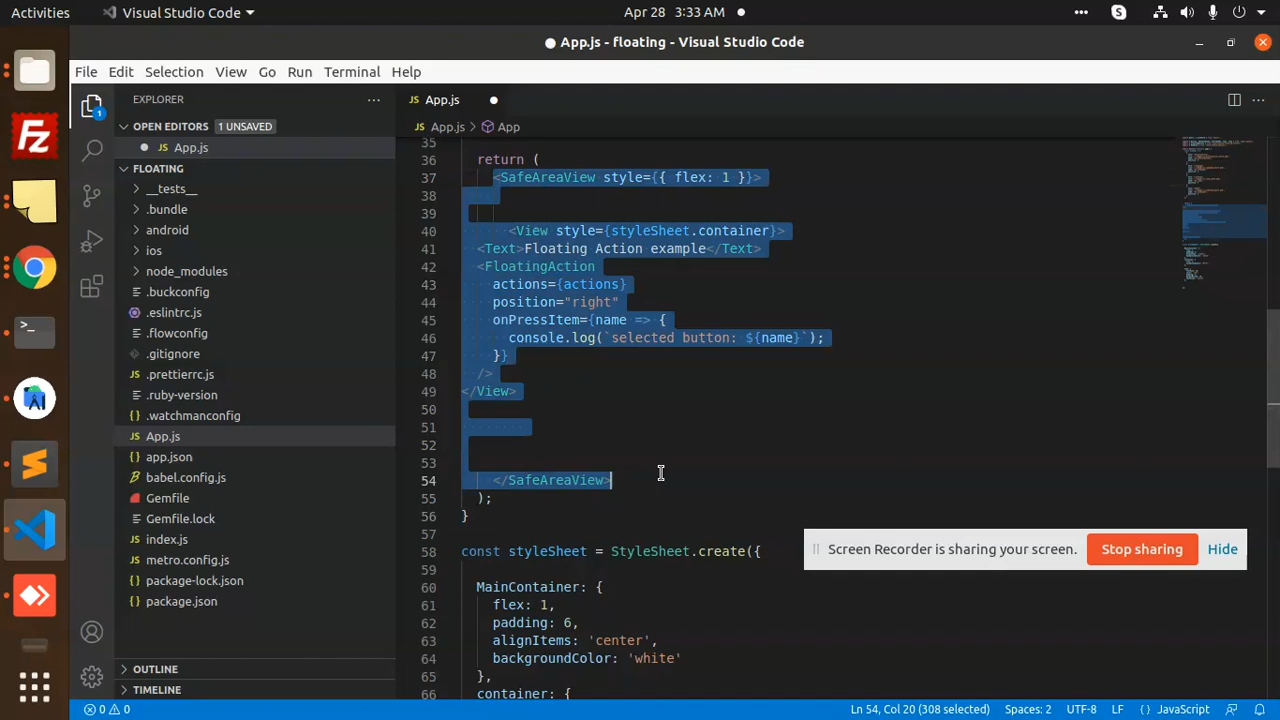 Activities
Visual Studio Code
Apr 28 3:33 AM
App.js - floating - Visual Studio Code
File Edit Selection View Go Run Terminal Help
EXPLORER
OPEN EDITORS 1 UNSAVED
App.js
FLOATING
__tests__
.bundle
android
ios
node_modules
.buckconfig
.eslintrc.js
.flowconfig
.gitignore
.prettierrc.js
.ruby-version
.watchmanconfig
App.js
app.json
babel.config.js
Gemfile
Gemfile.lock
index.js
metro.config.js
package-lock.json
package.json
OUTLINE
TIMELINE
JS App.js
JS App.js > App
35
36 return (
37 <SafeAreaView style={{ flex: 1 }}>
38
39
40 <View style={styleSheet.container}>
41 <Text>Floating Action example</Text>
42 <FloatingAction
43 actions={actions}
44 position="right"
45 onPressItem={name => {
46 console.log(`selected button: ${name}`);
47 }}
48 />
49 </View>
50
51
52
53
54 </SafeAreaView>
55 );
56 }
57
58 const styleSheet = StyleSheet.create({
59
60 MainContainer: {
61 flex: 1,
62 padding: 6,
63 alignItems: 'center',
64 backgroundColor: 'white'
65 },
66 container: {
Screen Recorder is sharing your screen. Stop sharing Hide
0 0
Ln 54, Col 20 (308 selected) Spaces: 2 UTF-8 LF {} JavaScript